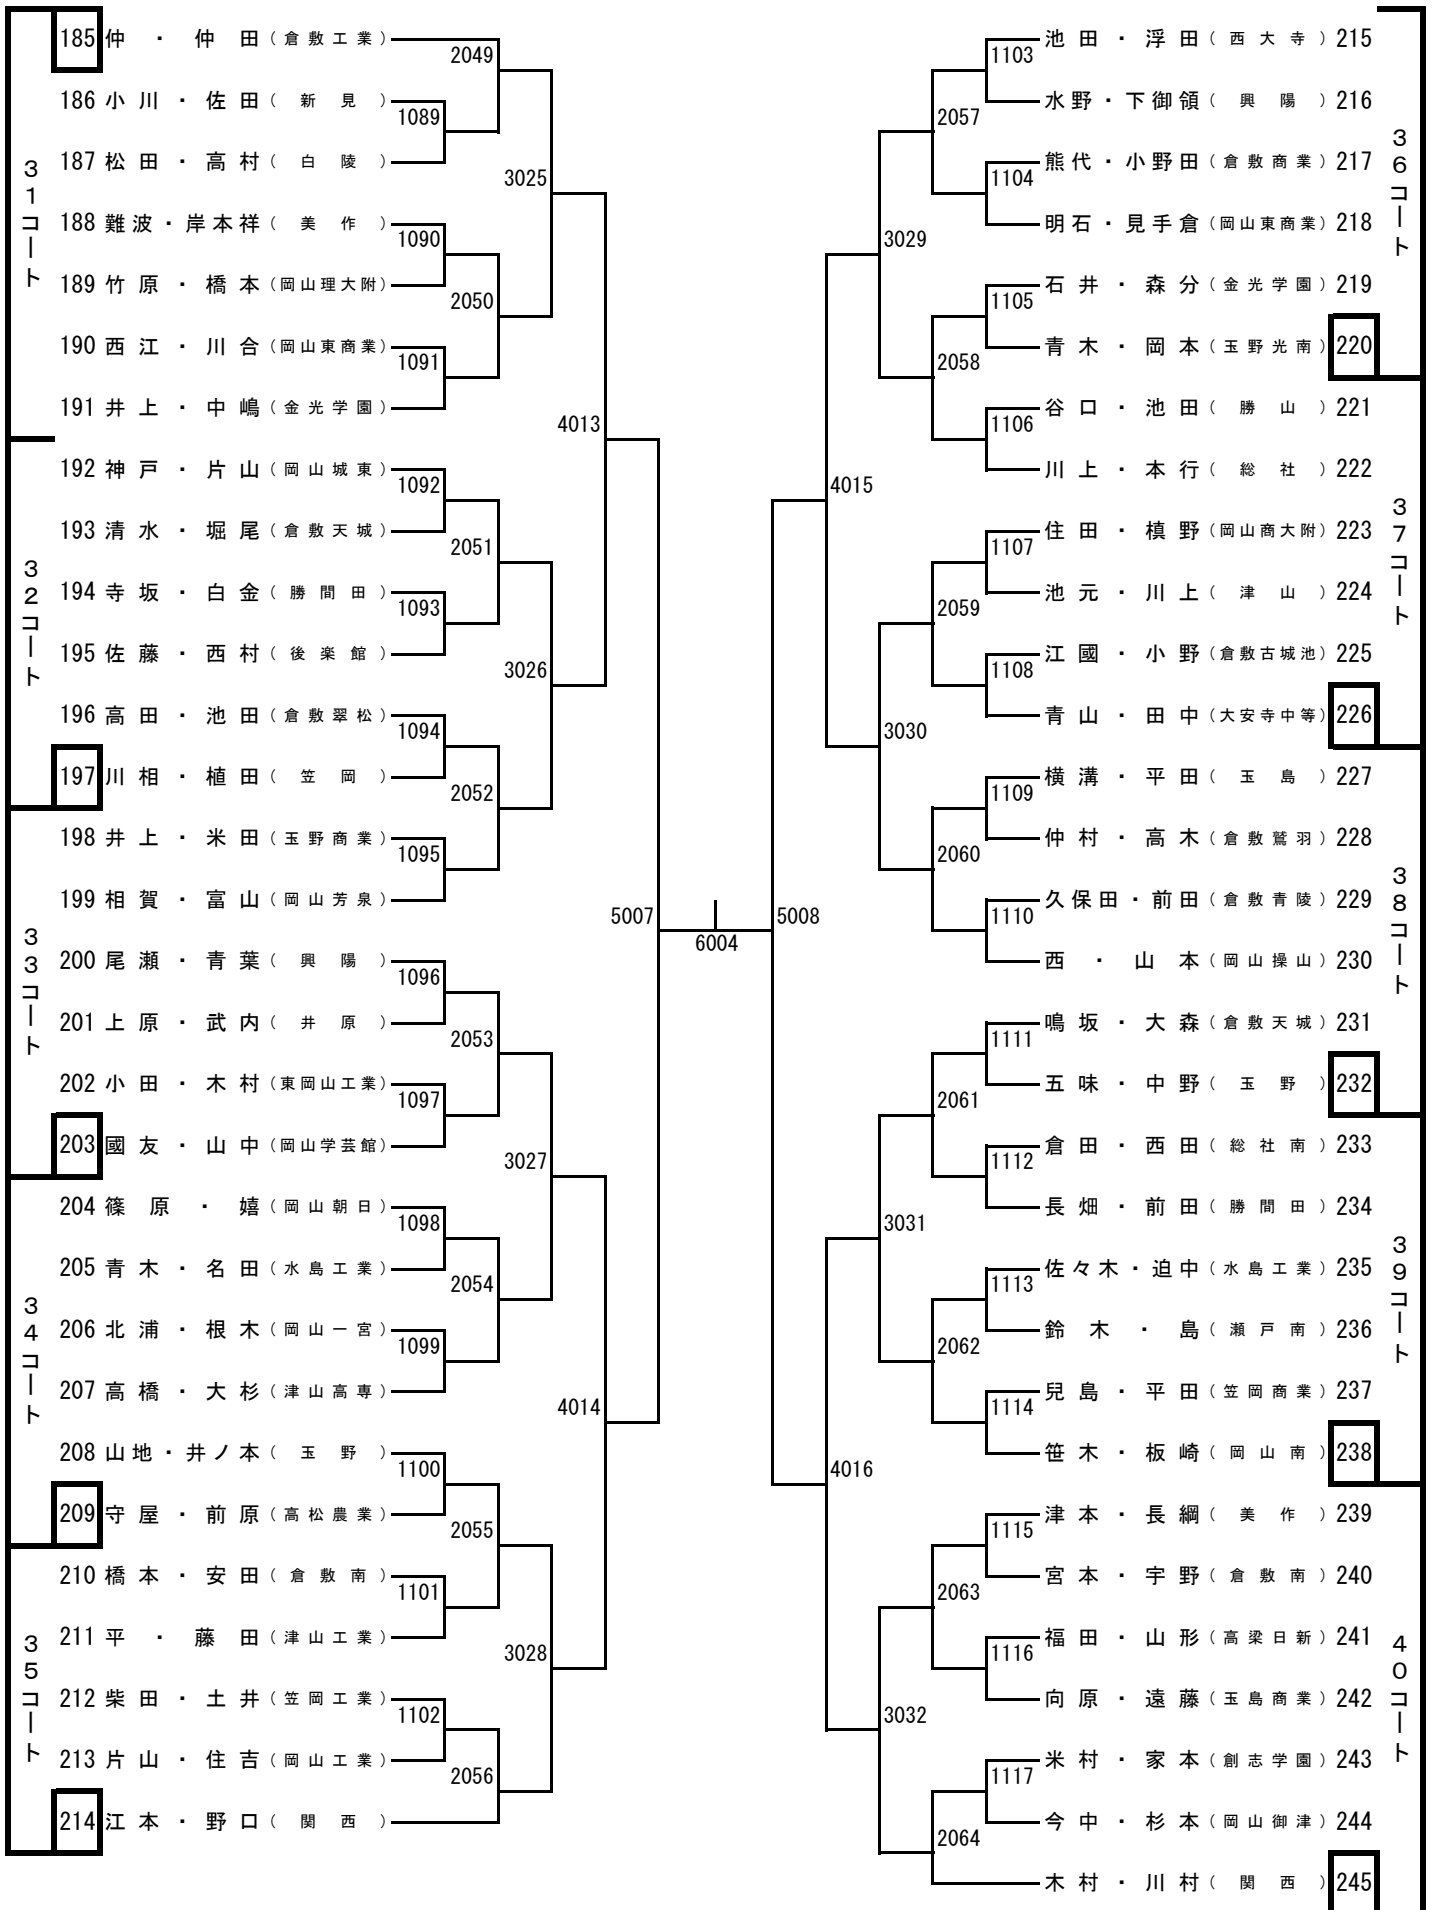 31コート
32コート
33コート
34コート
35コート
185 仲・仲田(倉敷工業)
186 小川・佐田(新見)
187 松田・高村(白陵)
188 難波・岸本祥(美作)
189 竹原・橋本(岡山理大附)
190 西江・川合(岡山東商業)
191 井上・中嶋(金光学園)
192 神戸・片山(岡山城東)
193 清水・堀尾(倉敷天城)
194 寺坂・白金(勝間田)
195 佐藤・西村(後楽館)
196 高田・池田(倉敷翠松)
197 川相・植田(笠岡)
198 井上・米田(玉野商業)
199 相賀・富山(岡山芳泉)
200 尾瀬・青葉(興陽)
201 上原・武内(井原)
202 小田・木村(東岡山工業)
203 國友・山中(岡山学芸館)
204 篠原・嬉(岡山朝日)
205 青木・名田(水島工業)
206 北浦・根木(岡山一宮)
207 高橋・大杉(津山高専)
208 山地・井ノ本(玉野)
209 守屋・前原(高松農業)
210 橋本・安田(倉敷南)
211 平・藤田(津山工業)
212 柴田・土井(笠岡工業)
213 片山・住吉(岡山工業)
214 江本・野口(関西)
1089
1090
1091
1092
1093
1094
1095
1096
1097
1098
1099
1100
1101
1102
2049
2050
2051
2052
2053
2054
2055
2056
3025
3026
3027
3028
4013
4014
5007
6004
5008
4015
4016
3029
3030
3031
3032
2057
2058
2059
2060
2061
2062
2063
2064
1103
1104
1105
1106
1107
1108
1109
1110
1111
1112
1113
1114
1115
1116
1117
池田・浮田(西大寺) 215
水野・下御領(興陽) 216
熊代・小野田(倉敷商業) 217
明石・見手倉(岡山東商業) 218
石井・森分(金光学園) 219
青木・岡本(玉野光南) 220
谷口・池田(勝山) 221
川上・本行(総社) 222
住田・槙野(岡山商大附) 223
池元・川上(津山) 224
江國・小野(倉敷古城池) 225
青山・田中(大安寺中等) 226
横溝・平田(玉島) 227
仲村・高木(倉敷鷲羽) 228
久保田・前田(倉敷青陵) 229
西・山本(岡山操山) 230
鳴坂・大森(倉敷天城) 231
五味・中野(玉野) 232
倉田・西田(総社南) 233
長畑・前田(勝間田) 234
佐々木・迫中(水島工業) 235
鈴木・島(瀬戸南) 236
兒島・平田(笠岡商業) 237
笹木・板崎(岡山南) 238
津本・長綱(美作) 239
宮本・宇野(倉敷南) 240
福田・山形(高梁日新) 241
向原・遠藤(玉島商業) 242
米村・家本(創志学園) 243
今中・杉本(岡山御津) 244
木村・川村(関西) 245
36コート
37コート
38コート
39コート
40コート